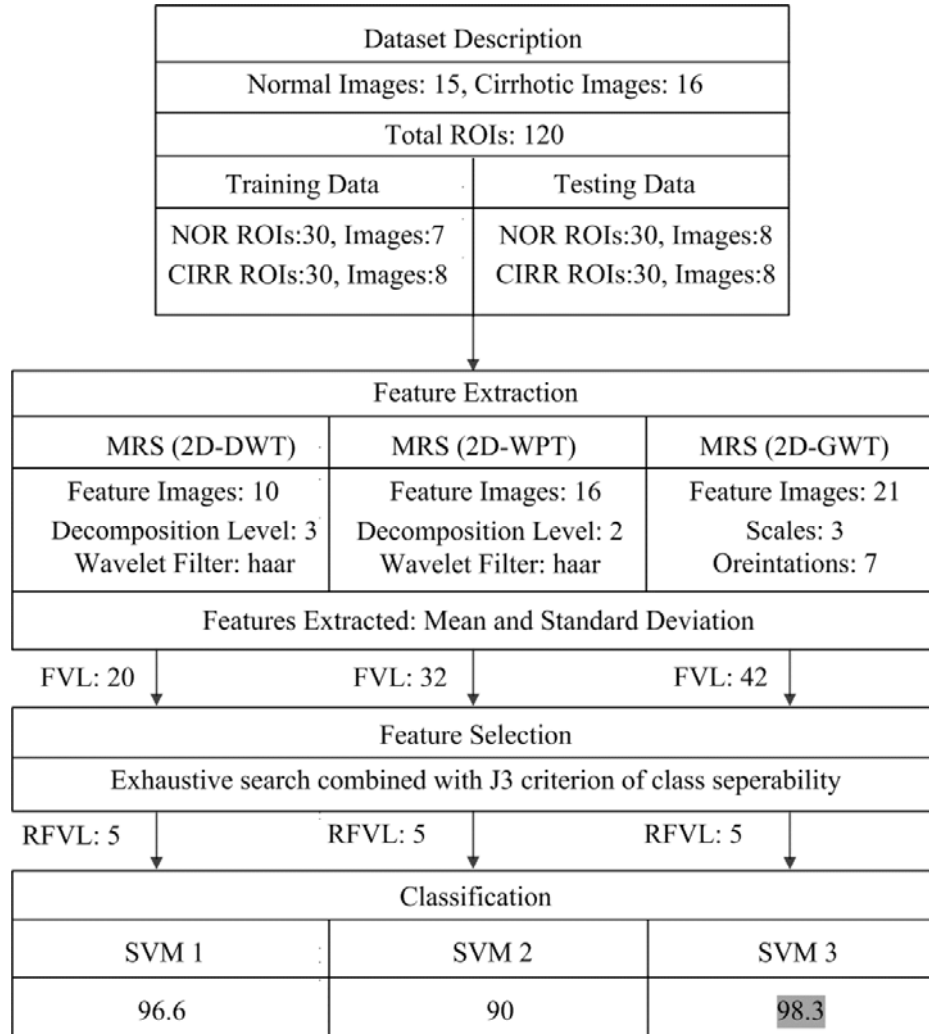 Dataset Description
Normal Images: 15, Cirrhotic Images: 16
Total ROIs: 120
Training Data
Testing Data
NOR ROIs:30, Images:7
CIRR ROIs:30, Images:8
NOR ROIs:30, Images:8
CIRR ROIs:30, Images:8
Feature Extraction
MRS (2D-DWT)
MRS (2D-WPT)
MRS (2D-GWT)
Feature Images: 10
Decomposition Level: 3
Wavelet Filter: haar
Feature Images: 16
Decomposition Level: 2
Wavelet Filter: haar
Feature Images: 21
Scales: 3
Oreintations: 7
Features Extracted: Mean and Standard Deviation
FVL: 20
FVL: 32
FVL: 42
Feature Selection
Exhaustive search combined with J3 criterion of class seperability
RFVL: 5
RFVL: 5
RFVL: 5
Classification
SVM 1
SVM 2
SVM 3
96.6
90
98.3